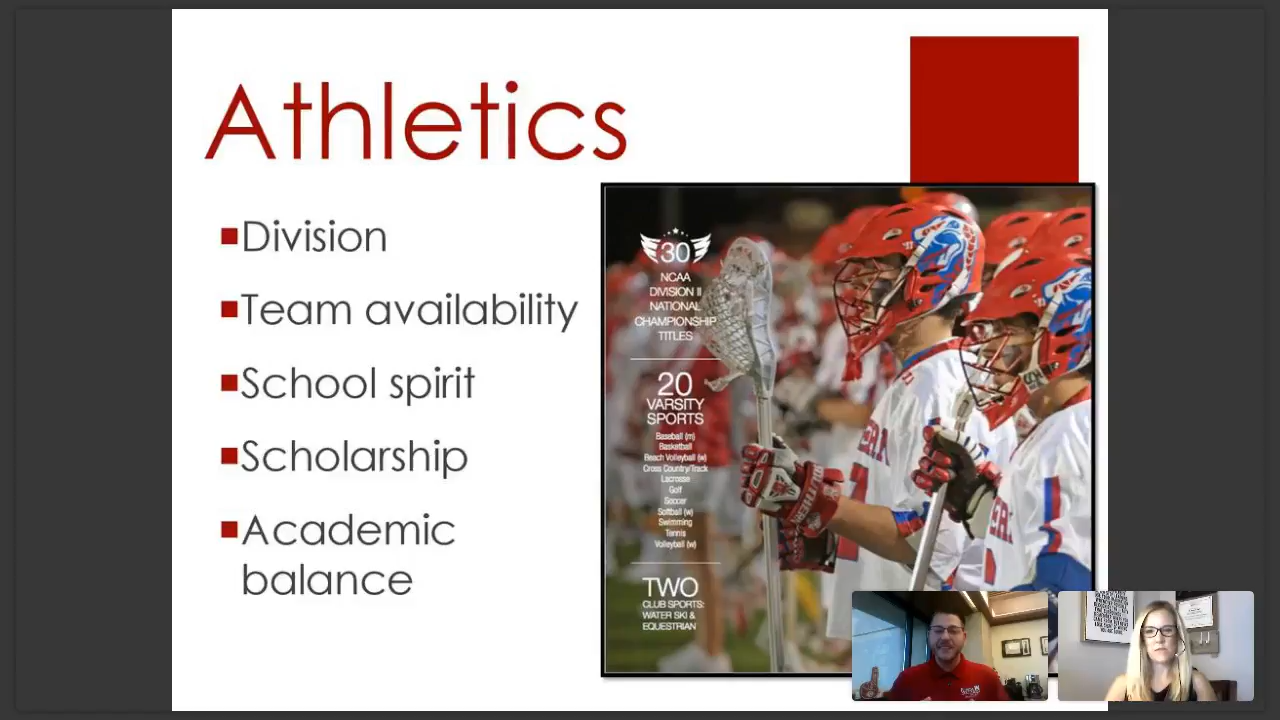 Athletics
■Division
■Team availability
■School spirit
■Scholarship
■Academic
balance
30
NCAA
DIVISION II
NATIONAL
CHAMPIONSHIP
TITLES
20
VARSITY
SPORTS
Baseball (m)
Basketball
Beach Volleyball (w)
Cross Country/Track
Lacrosse
Golf
Soccer
Softball (w)
Swimming
Tennis
Volleyball (w)
TWO
CLUB SPORTS:
WATER SKI &
EQUESTRIAN